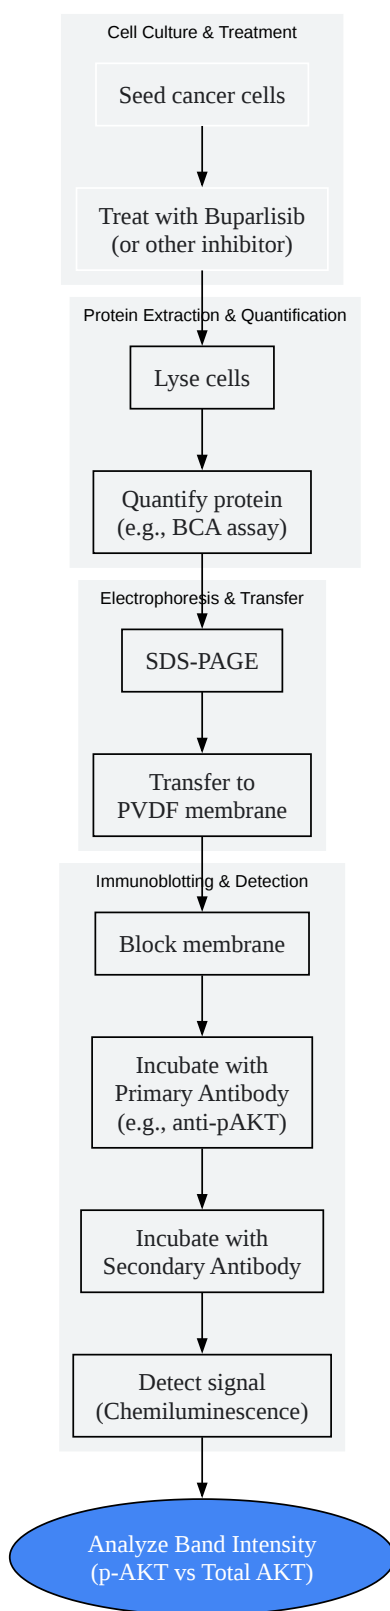 Cell Culture & Treatment
Seed cancer cells
Treat with Buparlisib
(or other inhibitor)
Protein Extraction & Quantification
Lyse cells
Quantify protein
(e.g., BCA assay)
Electrophoresis & Transfer
SDS-PAGE
Transfer to
PVDF membrane
Immunoblotting & Detection
Block membrane
Incubate with
Primary Antibody
(e.g., anti-pAKT)
Incubate with
Secondary Antibody
Detect signal
(Chemiluminescence)
Analyze Band Intensity
(p-AKT vs Total AKT)